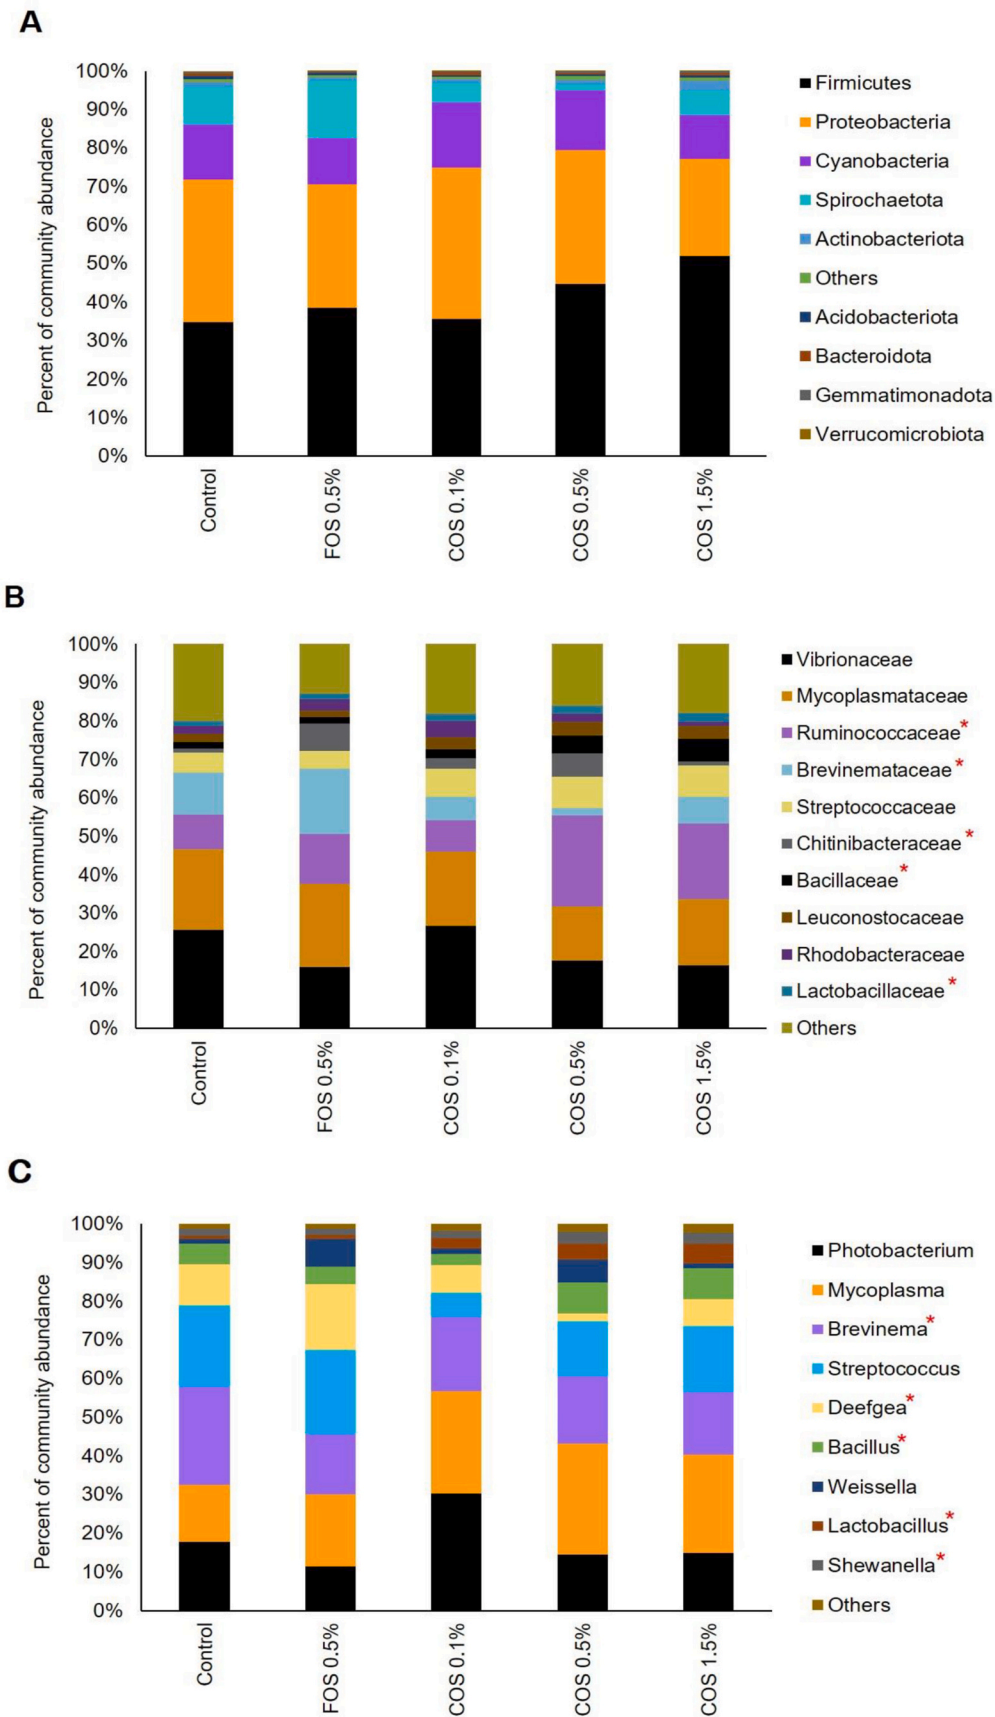 A
Percent of community abundance
100%
90%
80%
70%
60%
50%
40%
30%
20%
10%
0%
Control
FOS 0.5%
COS 0.1%
COS 0.5%
COS 1.5%
Firmicutes
Proteobacteria
Cyanobacteria
Spirochaetota
Actinobacteriota
Others
Acidobacteriota
Bacteroidota
Gemmatimonadota
Verrucomicrobiota
B
Percent of community abundance
100%
90%
80%
70%
60%
50%
40%
30%
20%
10%
0%
Control
FOS 0.5%
COS 0.1%
COS 0.5%
COS 1.5%
Vibrionaceae
Mycoplasmataceae
Ruminococcaceae*
Brevinemataceae*
Streptococcaceae
Chitinibacteraceae*
Bacillaceae*
Leuconostocaceae
Rhodobacteraceae
Lactobacillaceae*
Others
C
Percent of community abundance
100%
90%
80%
70%
60%
50%
40%
30%
20%
10%
0%
Control
FOS 0.5%
COS 0.1%
COS 0.5%
COS 1.5%
Photobacterium
Mycoplasma
Brevinema*
Streptococcus
Deefgea*
Bacillus*
Weissella
Lactobacillus*
Shewanella*
Others